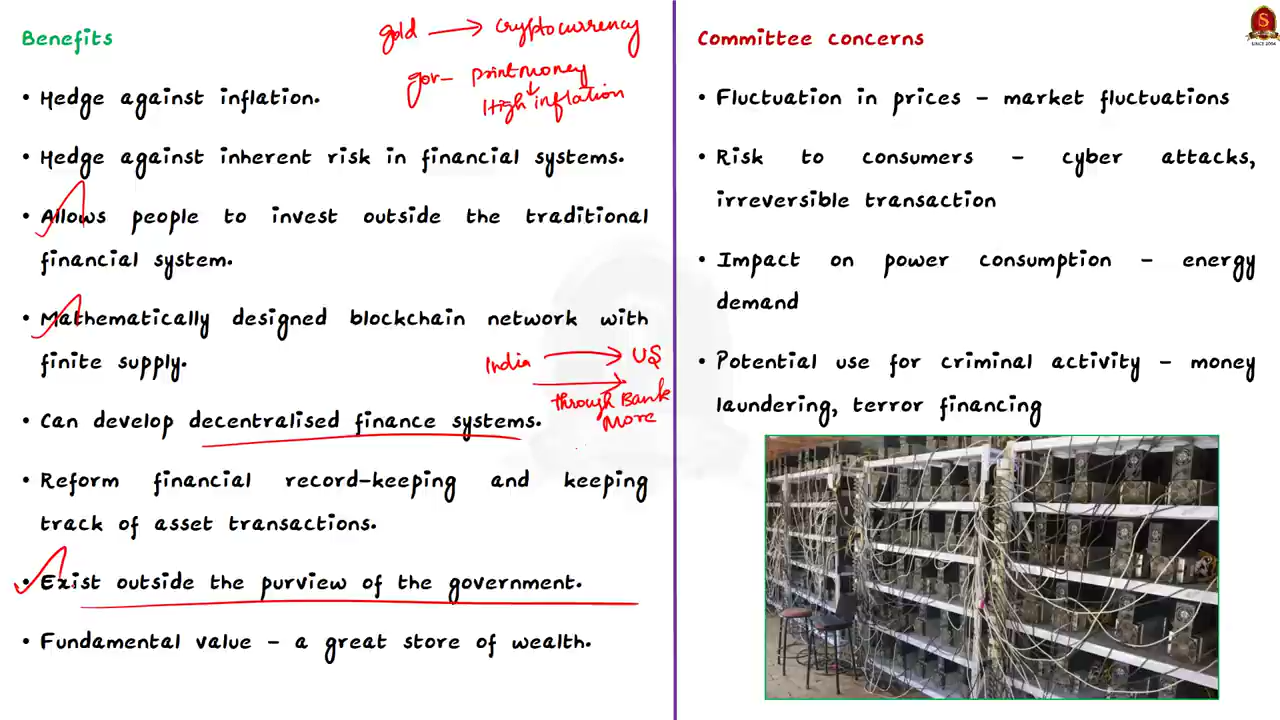 Benefits
gold → cryptocurrency
gov- print money
↓
High inflation
• Hedge against inflation.
• Hedge against inherent risk in financial systems.
• Allows people to invest outside the traditional
financial system.
• Mathematically designed blockchain network with
finite supply.
India → US
through Bank
More
• Can develop decentralised finance systems.
• Reform financial record-keeping and keeping
track of asset transactions.
• Exist outside the purview of the government.
• Fundamental value – a great store of wealth.
Committee concerns
• Fluctuation in prices – market fluctuations
• Risk to consumers – cyber attacks,
irreversible transaction
• Impact on power consumption – energy
demand
• Potential use for criminal activity – money
laundering, terror financing
S
SINCE 2004